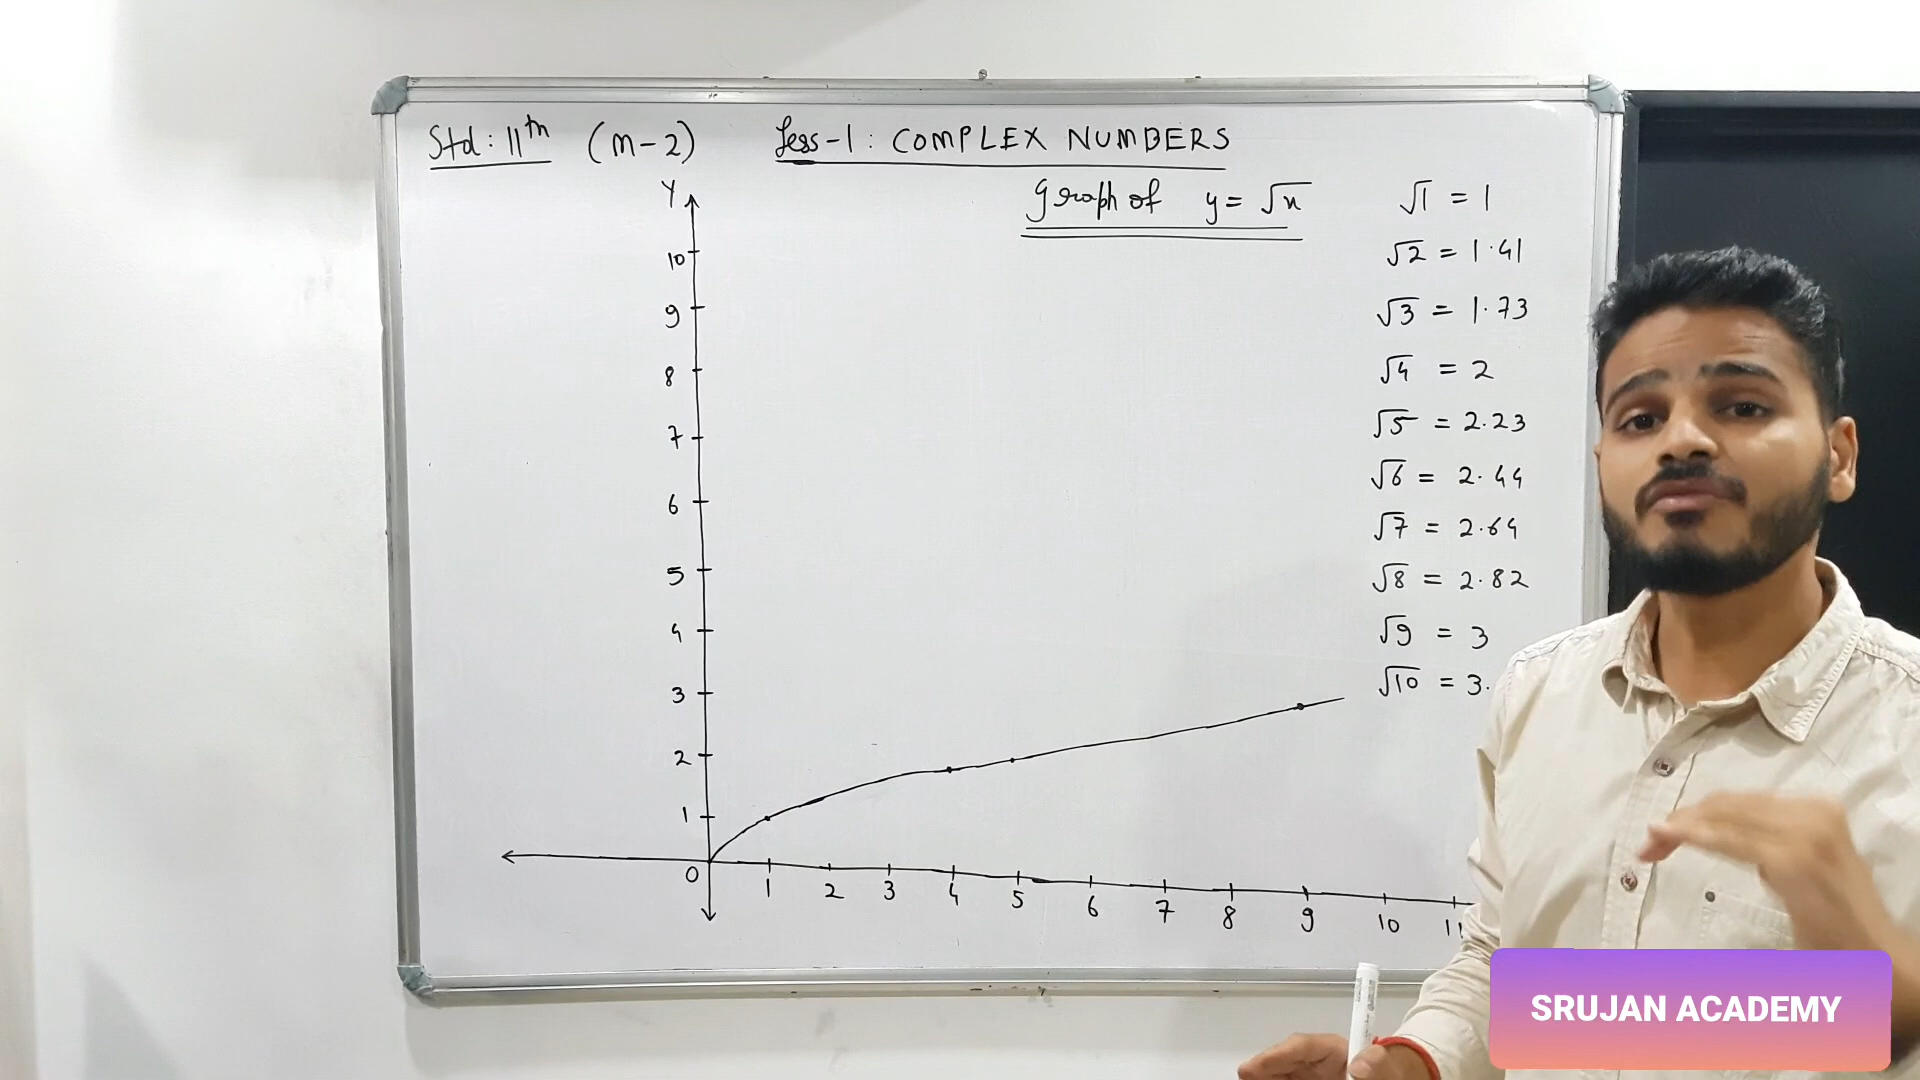 Std: 11th (M-2) Less-1: COMPLEX NUMBERS
Graph of y = √x
√1 = 1
√2 = 1.41
√3 = 1.73
√4 = 2
√5 = 2.23
√6 = 2.44
√7 = 2.64
√8 = 2.82
√9 = 3
√10 = 3.
Y
10
9
8
7
6
5
4
3
2
1
0 1 2 3 4 5 6 7 8 9 10 11
SRUJAN ACADEMY